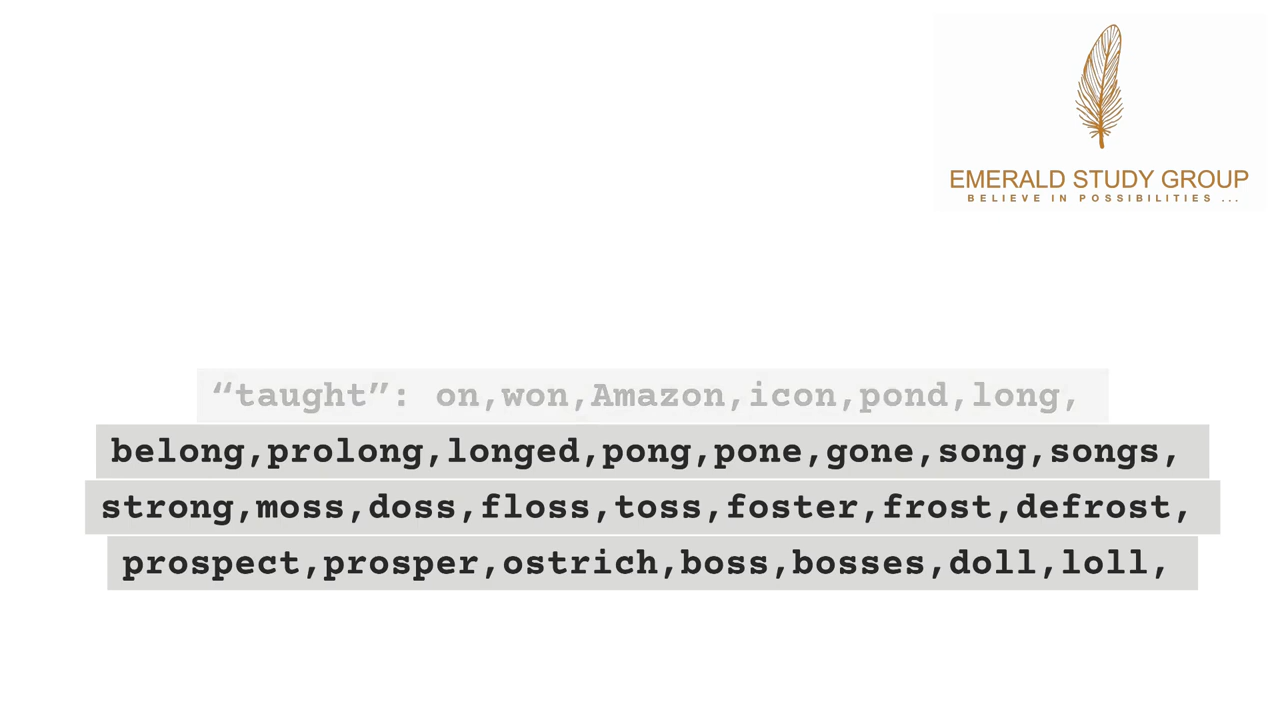 EMERALD STUDY GROUP
BELIEVE IN POSSIBILITIES ...
“taught”: on,won,Amazon,icon,pond,long,
belong,prolong,longed,pong,pone,gone,song,songs,
strong,moss,doss,floss,toss,foster,frost,defrost,
prospect,prosper,ostrich,boss,bosses,doll,loll,